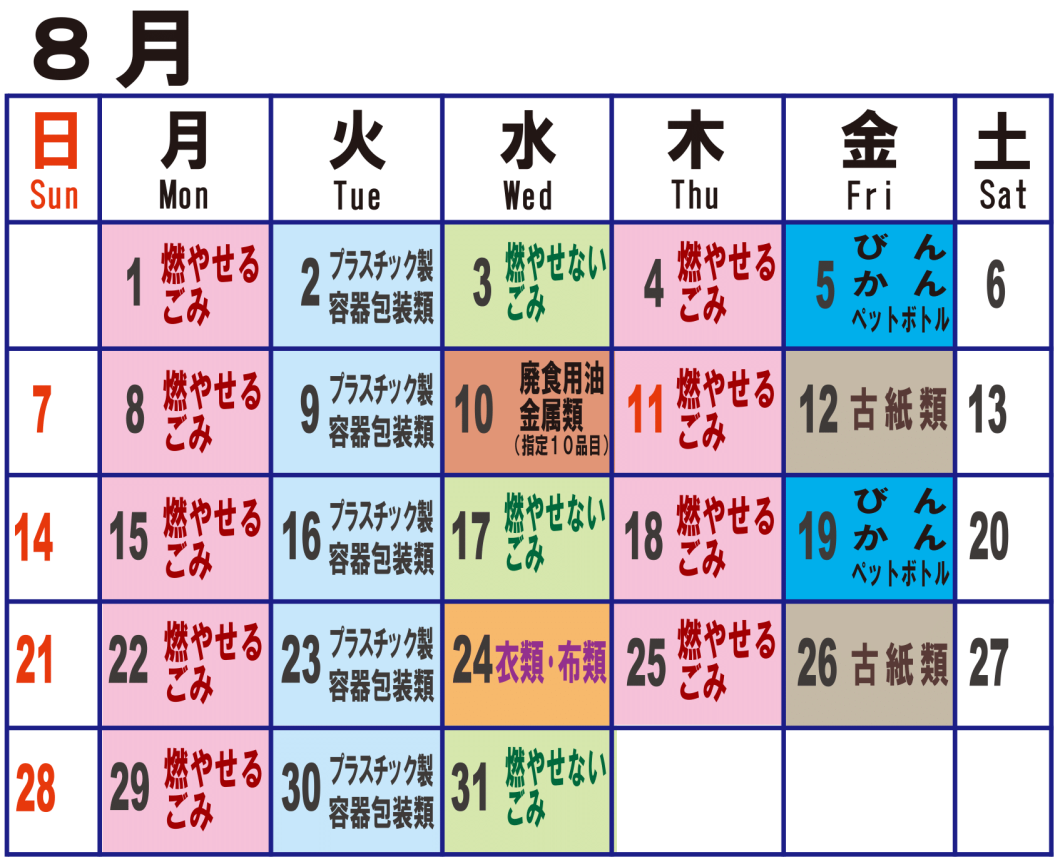 8月
日 月 火 水 木 金 土
Sun Mon Tue Wed Thu Fri Sat
1 燃やせる
ごみ
2 プラスチック製
容器包装類
3 燃やせない
ごみ
4 燃やせる
ごみ
5 びん
かん
ペットボトル
6
7
8 燃やせる
ごみ
9 プラスチック製
容器包装類
10 廃食用油
金属類
(指定10品目)
11 燃やせる
ごみ
12 古紙類
13
14
15 燃やせる
ごみ
16 プラスチック製
容器包装類
17 燃やせない
ごみ
18 燃やせる
ごみ
19 びん
かん
ペットボトル
20
21
22 燃やせる
ごみ
23 プラスチック製
容器包装類
24 衣類・布類
25 燃やせる
ごみ
26 古紙類
27
28
29 燃やせる
ごみ
30 プラスチック製
容器包装類
31 燃やせない
ごみ